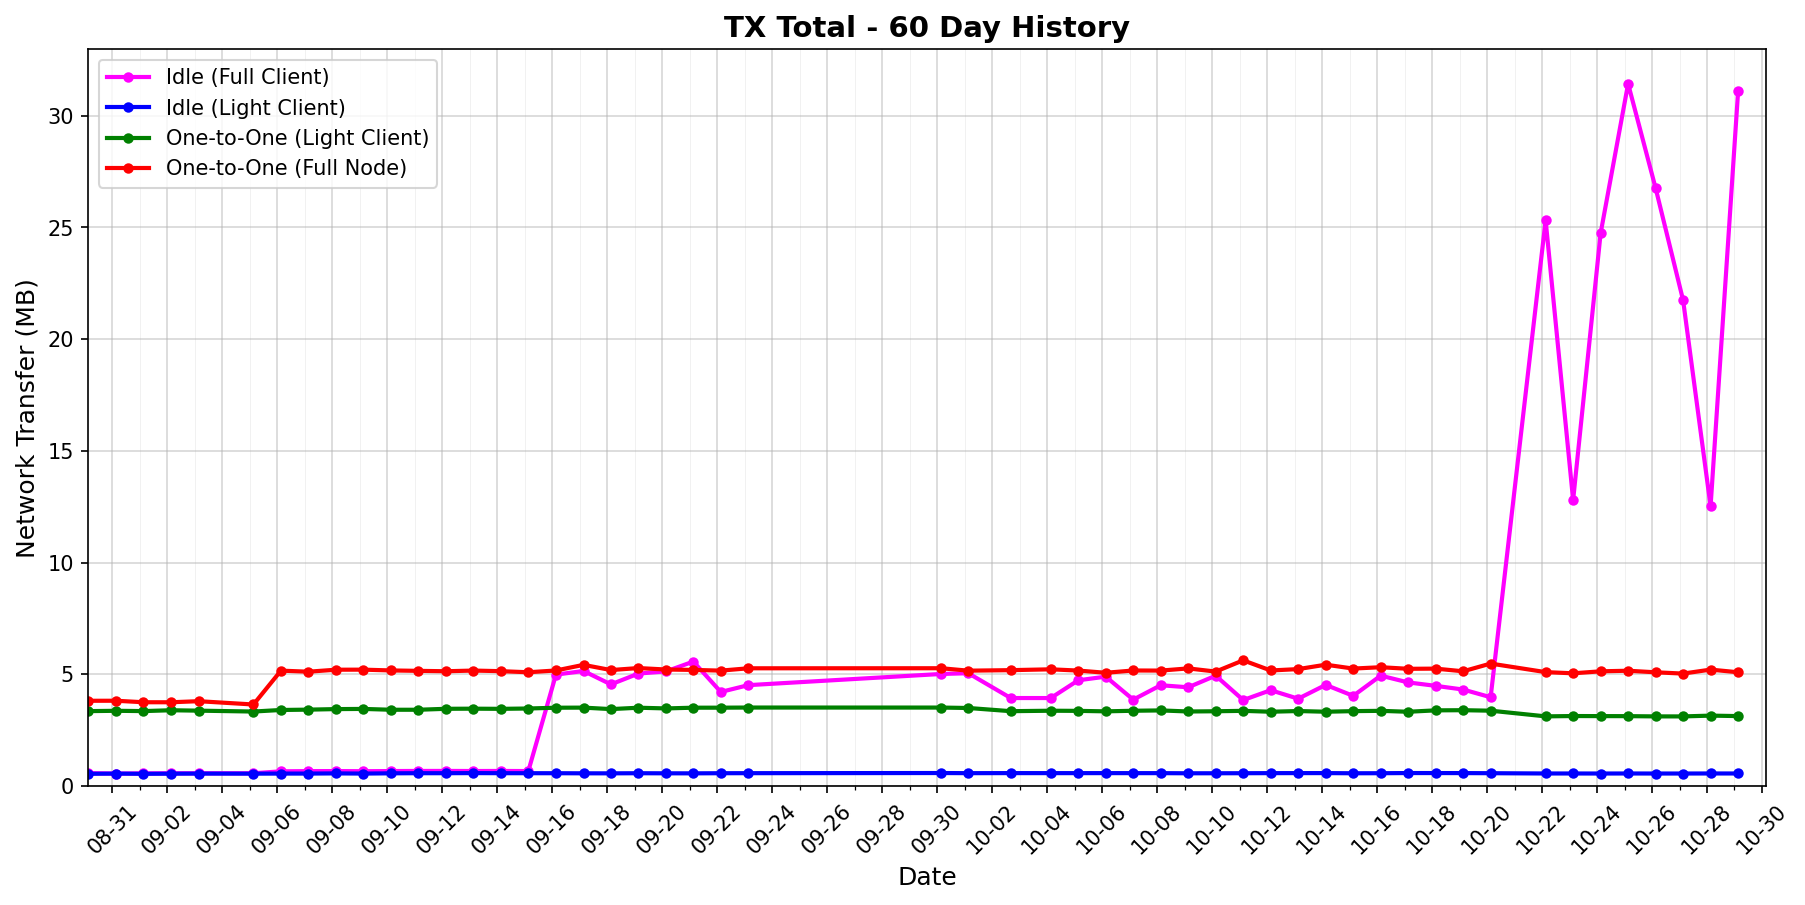 TX Total - 60 Day History
Idle (Full Client)
Idle (Light Client)
One-to-One (Light Client)
One-to-One (Full Node)
Network Transfer (MB)
30
25
20
15
10
5
0
08-31 09-02 09-04 09-06 09-08 09-10 09-12 09-14 09-16 09-18 09-20 09-22 09-24 09-26 09-28 09-30 10-02 10-04 10-06 10-08 10-10 10-12 10-14 10-16 10-18 10-20 10-22 10-24 10-26 10-28 10-30
Date